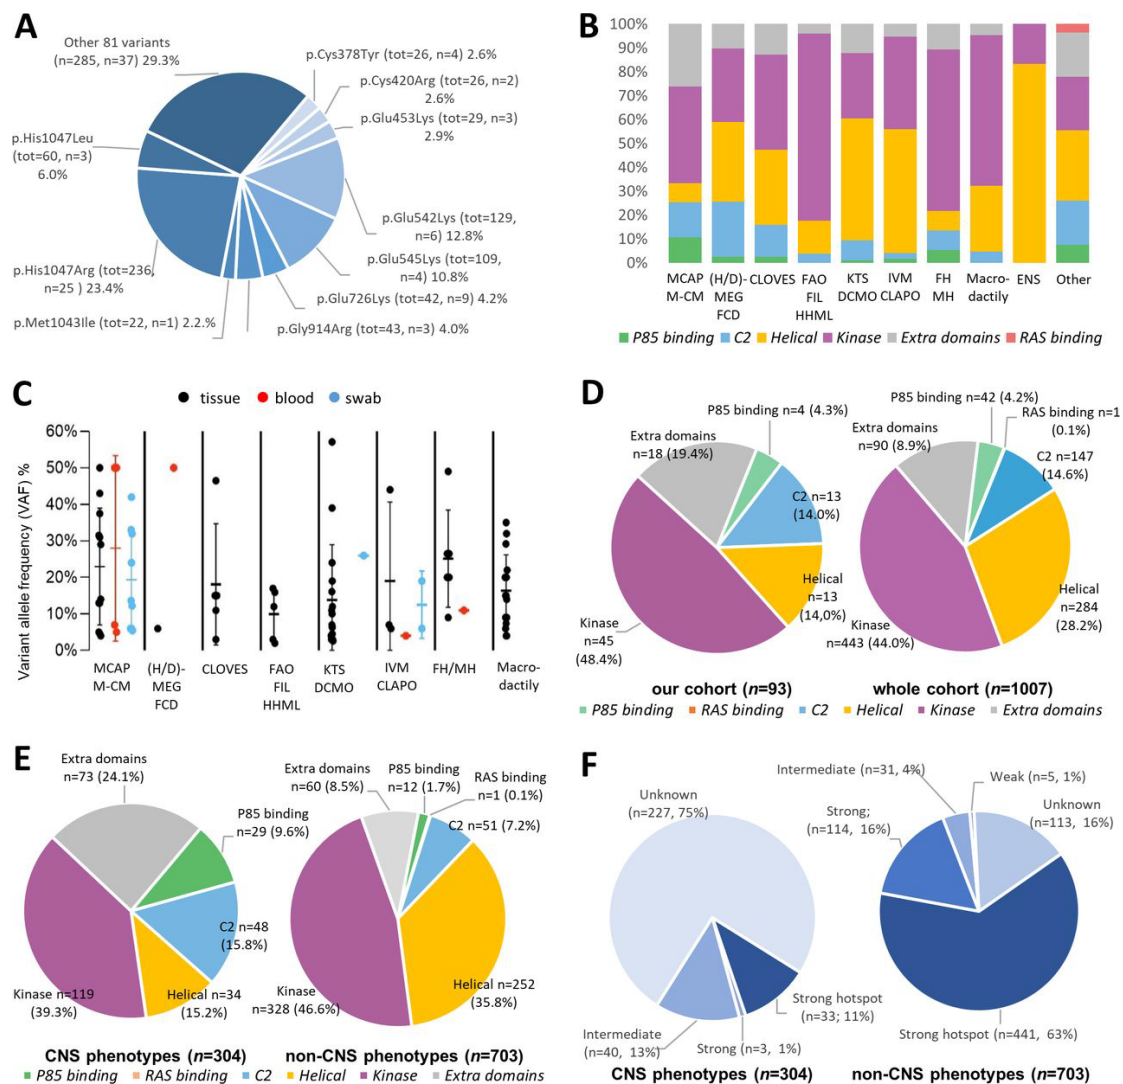 A
Other 81 variants
(n=285, n=37) 29.3%
p.Cys378Tyr (tot=26, n=4) 2.6%
p.Cys420Arg (tot=26, n=2)
2.6%
p.Glu453Lys (tot=29, n=3)
2.9%
p.His1047Leu
(tot=60, n=3)
6.0%
p.Glu542Lys (tot=129,
n=6) 12.8%
p.Glu545Lys (tot=109,
n=4) 10.8%
p.His1047Arg (tot=236,
n=25 ) 23.4%
p.Glu726Lys (tot=42, n=9) 4.2%
p.Met1043Ile (tot=22, n=1) 2.2.%
p.Gly914Arg (tot=43, n=3) 4.0%
B
100%
90%
80%
70%
60%
50%
40%
30%
20%
10%
0%
MCAP
M-CM
(H/D)-
MEG
FCD
CLOVES
FAO
FIL
HHML
KTS
DCMO
IVM
CLAPO
FH
MH
Macro-
dactily
ENS
Other
P85 binding C2 Helical Kinase Extra domains RAS binding
C
tissue blood swab
Variant allele frequency (VAF) %
60%
50%
40%
30%
20%
10%
0%
MCAP
M-CM
(H/D)-
MEG
FCD
CLOVES
FAO
FIL
HHML
KTS
DCMO
IVM
CLAPO
FH/MH
Macro-
dactily
D
P85 binding n=4 (4.3%)
Extra domains
n=18 (19.4%)
C2 n=13
(14.0%)
Helical
n=13
(14,0%)
Kinase
n=45
(48.4%)
our cohort (n=93)
P85 binding n=42 (4.2%)
RAS binding n=1
(0.1%)
Extra domains
n=90 (8.9%)
C2 n=147
(14.6%)
Helical
n=284
(28.2%)
Kinase
n=443 (44.0%)
whole cohort (n=1007)
P85 binding RAS binding C2 Helical Kinase Extra domains
E
Extra domains
n=73 (24.1%)
P85 binding
n=29 (9.6%)
C2 n=48
(15.8%)
Helical n=34
(15.2%)
Kinase n=119
(39.3%)
CNS phenotypes (n=304)
Extra domains
n=60 (8.5%)
P85 binding
n=12 (1.7%)
RAS binding
n=1 (0.1%)
C2 n=51 (7.2%)
Helical n=252
(35.8%)
Kinase
n=328 (46.6%)
non-CNS phenotypes (n=703)
P85 binding RAS binding C2 Helical Kinase Extra domains
F
Unknown
(n=227, 75%)
Strong hotspot
(n=33; 11%)
Strong (n=3, 1%)
Intermediate
(n=40, 13%)
CNS phenotypes (n=304)
Intermediate (n=31, 4%)
Weak (n=5, 1%)
Strong;
(n=114, 16%)
Unknown
(n=113, 16%)
Strong hotspot (n=441, 63%)
non-CNS phenotypes (n=703)